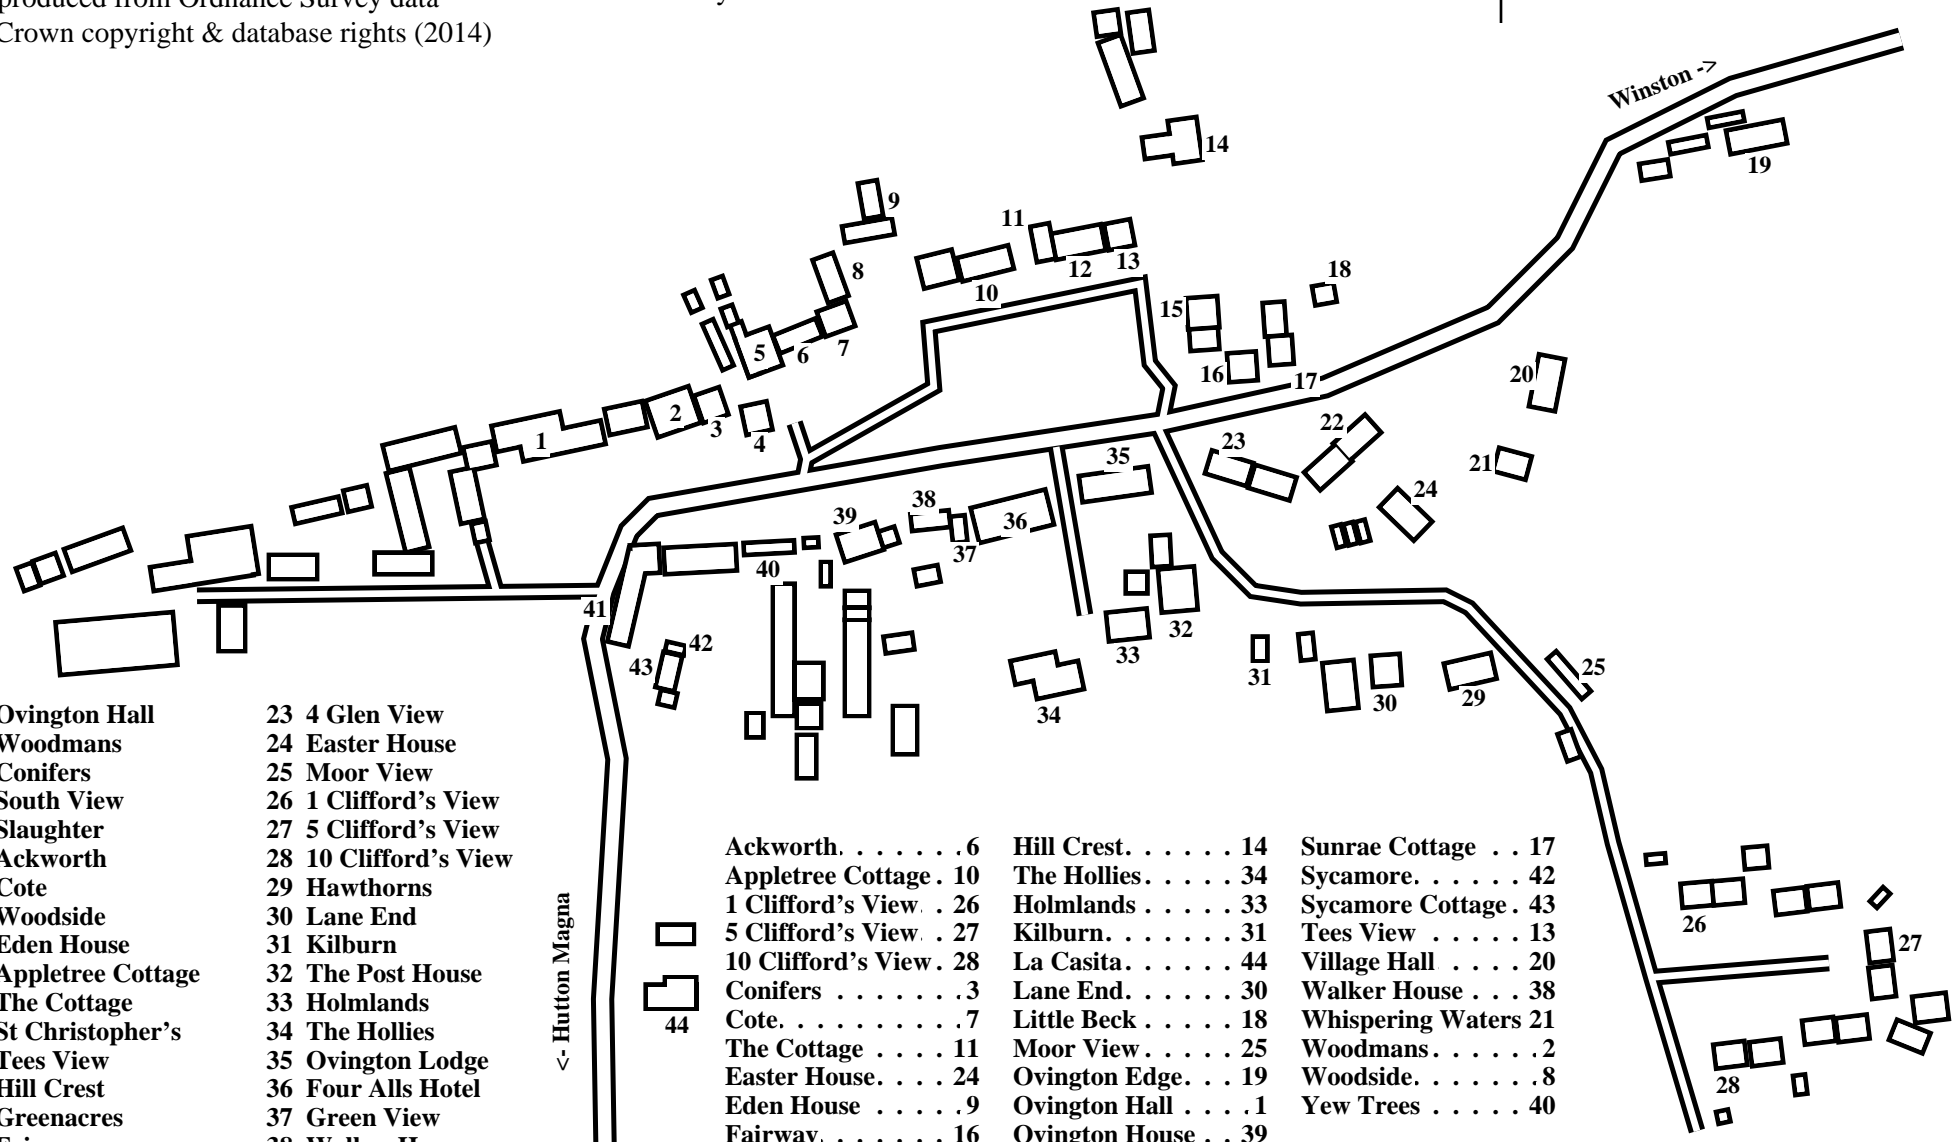 produced from Ordnance Survey data
Crown copyright & database rights (2014)
Winston ->
14
19
9
11
12
13
8
10
18
15
5
6
7
16
17
20
2
3
4
1
22
23
35
21
24
38
39
36
37
40
41
42
43
32
33
31
30
29
25
34
Ovington Hall
Woodmans
Conifers
South View
Slaughter
Ackworth
Cote
Woodside
Eden House
Appletree Cottage
The Cottage
St Christopher's
Tees View
Hill Crest
Greenacres
23 4 Glen View
24 Easter House
25 Moor View
26 1 Clifford's View
27 5 Clifford's View
28 10 Clifford's View
29 Hawthorns
30 Lane End
31 Kilburn
32 The Post House
33 Holmlands
34 The Hollies
35 Ovington Lodge
36 Four Alls Hotel
37 Green View
<- Hutton Magna
44
Ackworth. . . . . . . .6
Appletree Cottage . 10
1 Clifford's View . . 26
5 Clifford's View . . 27
10 Clifford's View . 28
Conifers . . . . . . . .3
Cote. . . . . . . . . .7
The Cottage . . . . 11
Easter House. . . . 24
Eden House . . . . .9
Fairway. . . . . . . 16
Hill Crest. . . . . . 14
The Hollies. . . . . 34
Holmlands . . . . . 33
Kilburn. . . . . . . 31
La Casita. . . . . . 44
Lane End. . . . . . 30
Little Beck . . . . . 18
Moor View. . . . . 25
Ovington Edge. . . 19
Ovington Hall . . . .1
Ovington House . . 39
Sunrae Cottage . . 17
Sycamore. . . . . . 42
Sycamore Cottage . 43
Tees View . . . . . 13
Village Hall . . . . 20
Walker House . . . 38
Whispering Waters 21
Woodmans. . . . . .2
Woodside. . . . . . .8
Yew Trees . . . . . 40
26
27
28